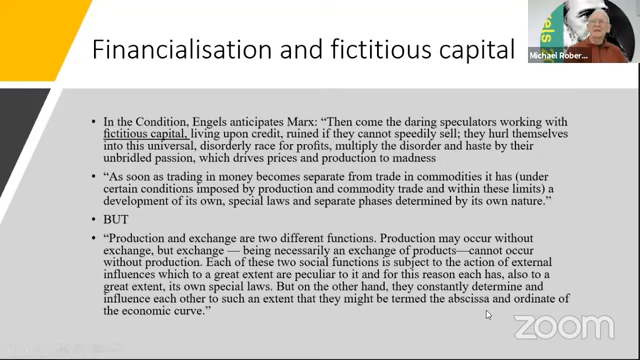 Financialisation and fictitious capital
Michael Rober...
• In the Condition, Engels anticipates Marx: “Then come the daring speculators working with
fictitious capital, living upon credit, ruined if they cannot speedily sell; they hurl themselves
into this universal, disorderly race for profits, multiply the disorder and haste by their
unbridled passion, which drives prices and production to madness
• “As soon as trading in money becomes separate from trade in commodities it has (under
certain conditions imposed by production and commodity trade and within these limits) a
development of its own, special laws and separate phases determined by its own nature.”
• BUT
• “Production and exchange are two different functions. Production may occur without
exchange, but exchange — being necessarily an exchange of products—cannot occur
without production. Each of these two social functions is subject to the action of external
influences which to a great extent are peculiar to it and for this reason each has, also to a
great extent, its own special laws. But on the other hand, they constantly determine and
influence each other to such an extent that they might be termed the abscissa and ordinate of
the economic curve.”
zoom